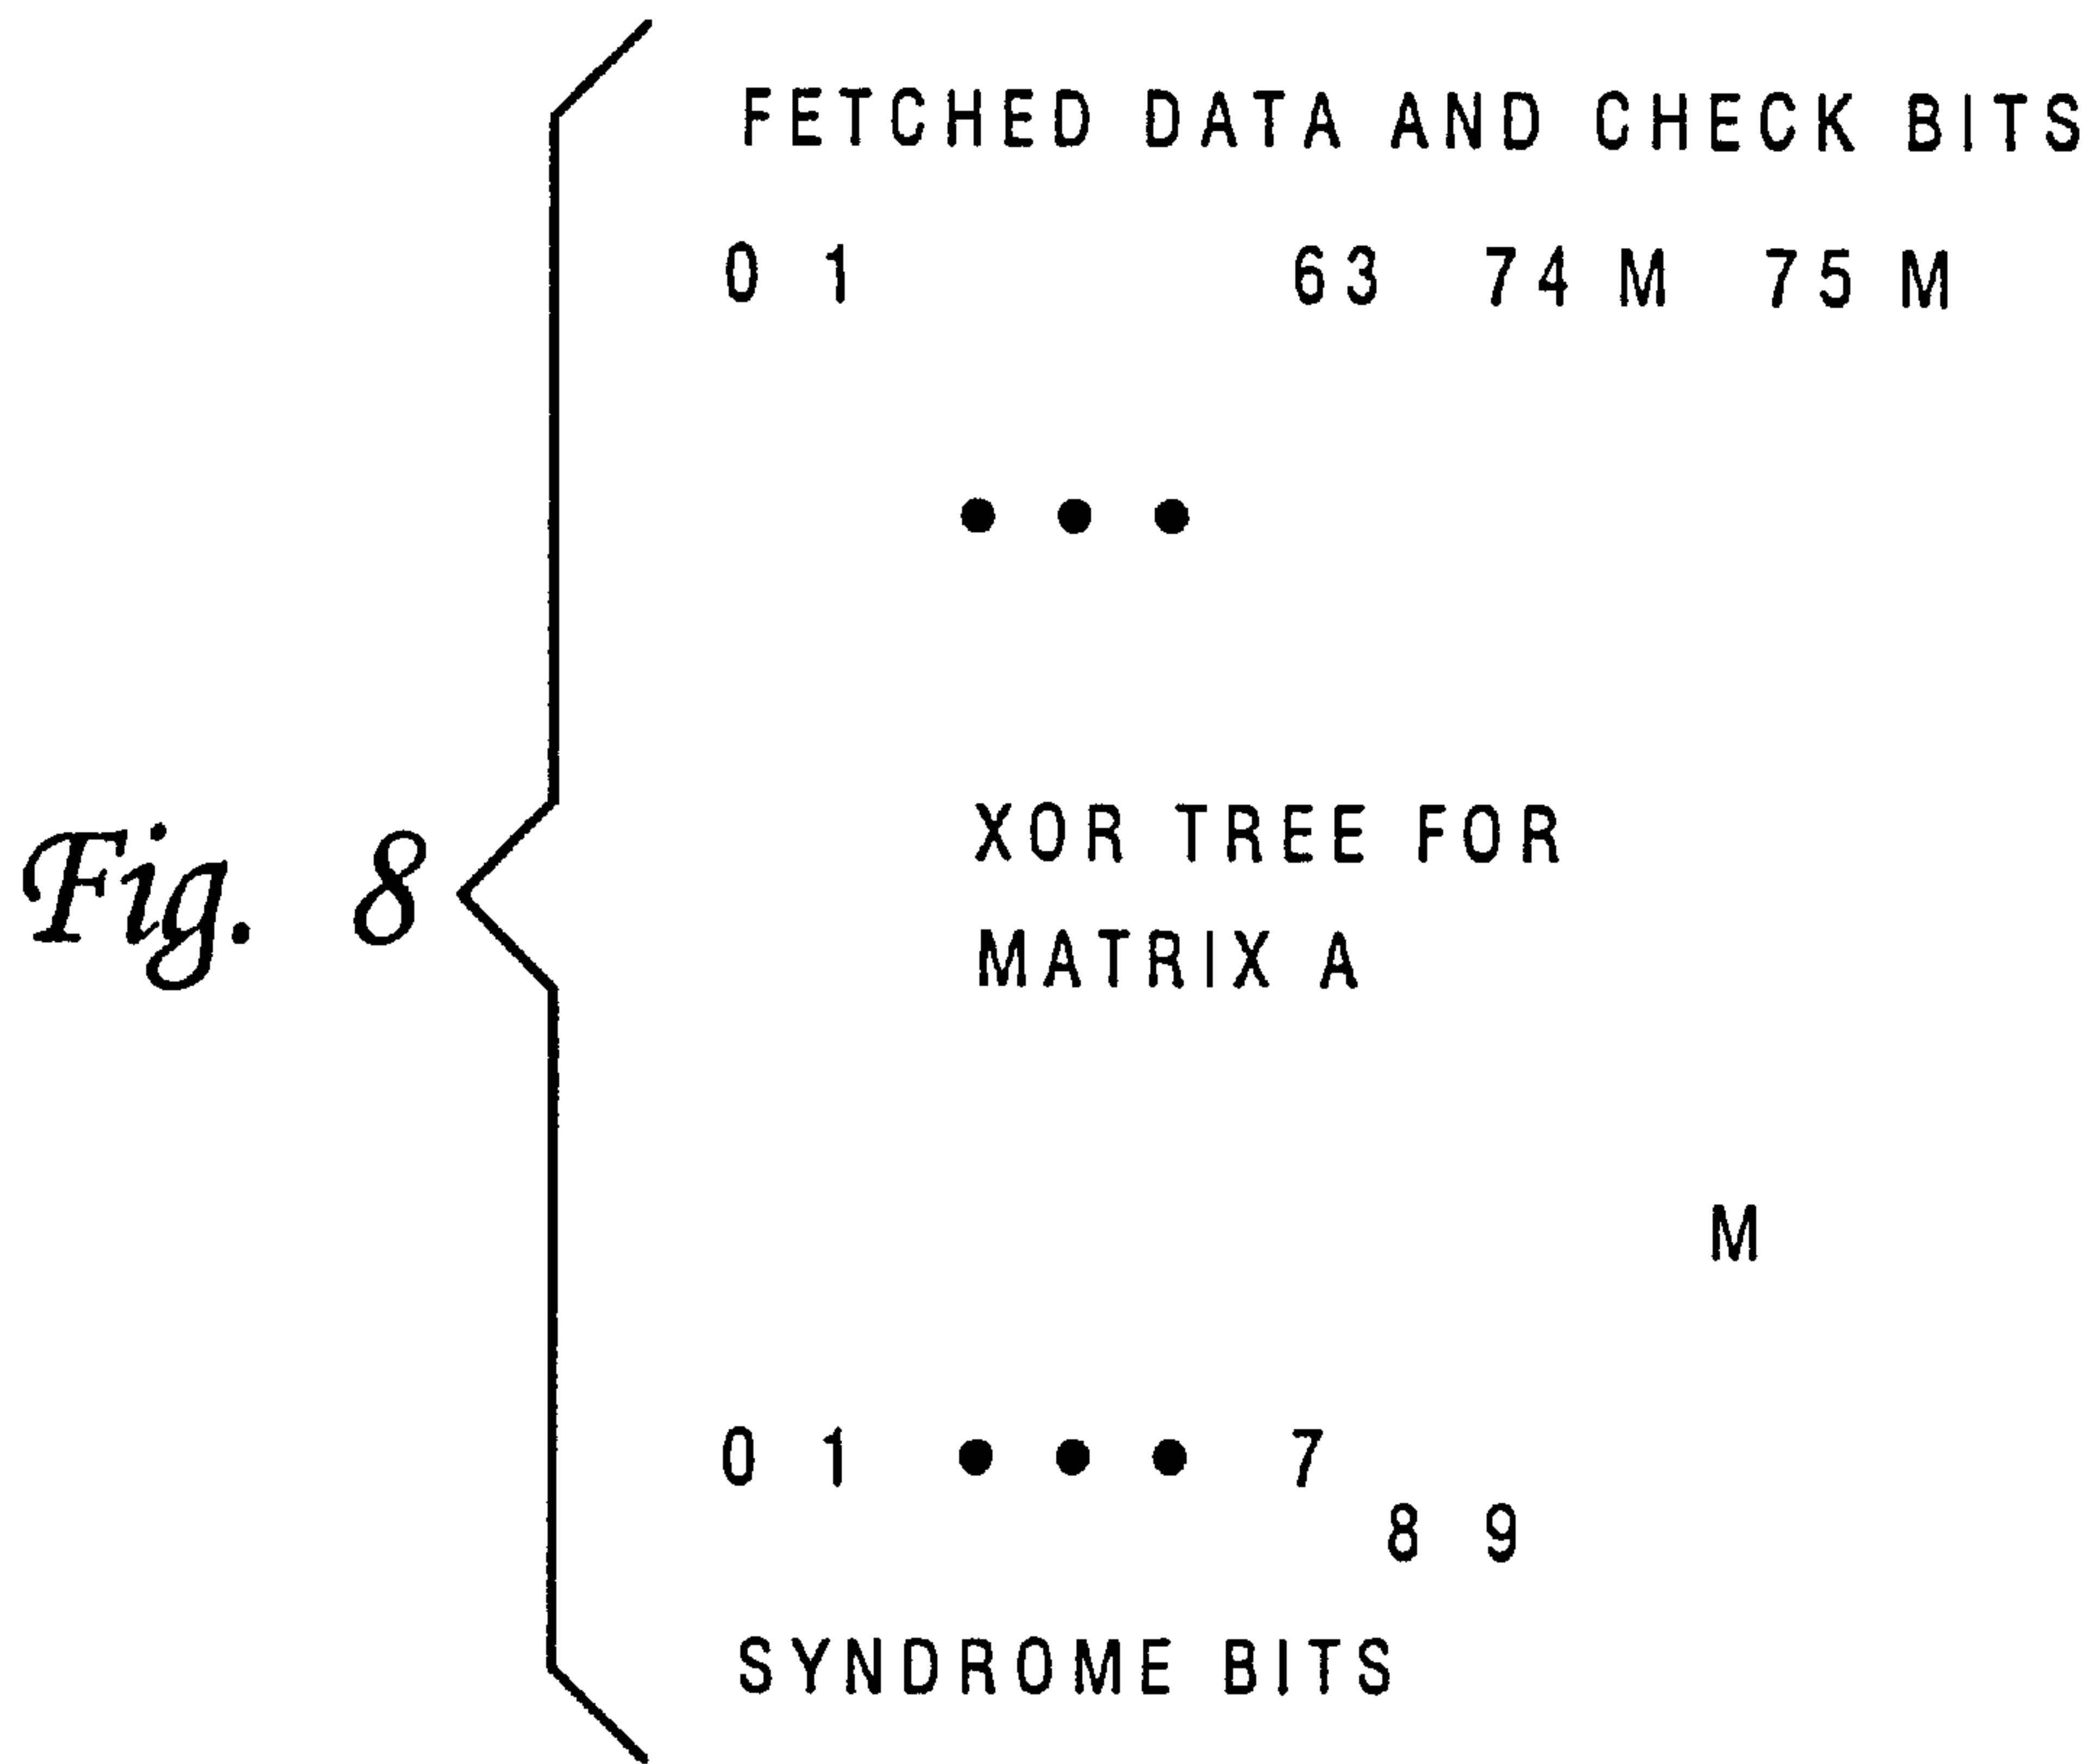 FETCHED DATA AND CHECK BITS
0 1 63 74 M 75 M
• • •
XOR TREE FOR
MATRIX A
Fig. 8
M
0 1 • • • 7
8 9
SYNDROME BITS